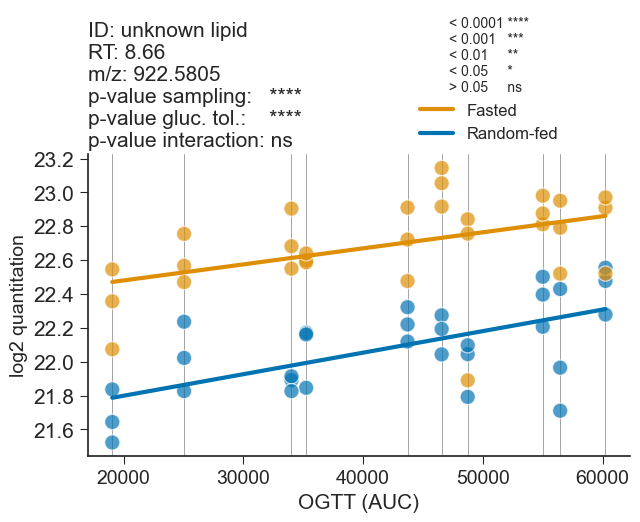 ID: unknown lipid
RT: 8.66
m/z: 922.5805
p-value sampling: ****
p-value gluc. tol.: ****
p-value interaction: ns
< 0.0001 ****
< 0.001 ***
< 0.01 **
< 0.05 *
> 0.05 ns
Fasted
Random-fed
log2 quantitation
23.2
23.0
22.8
22.6
22.4
22.2
22.0
21.8
21.6
20000 30000 40000 50000 60000
OGTT (AUC)